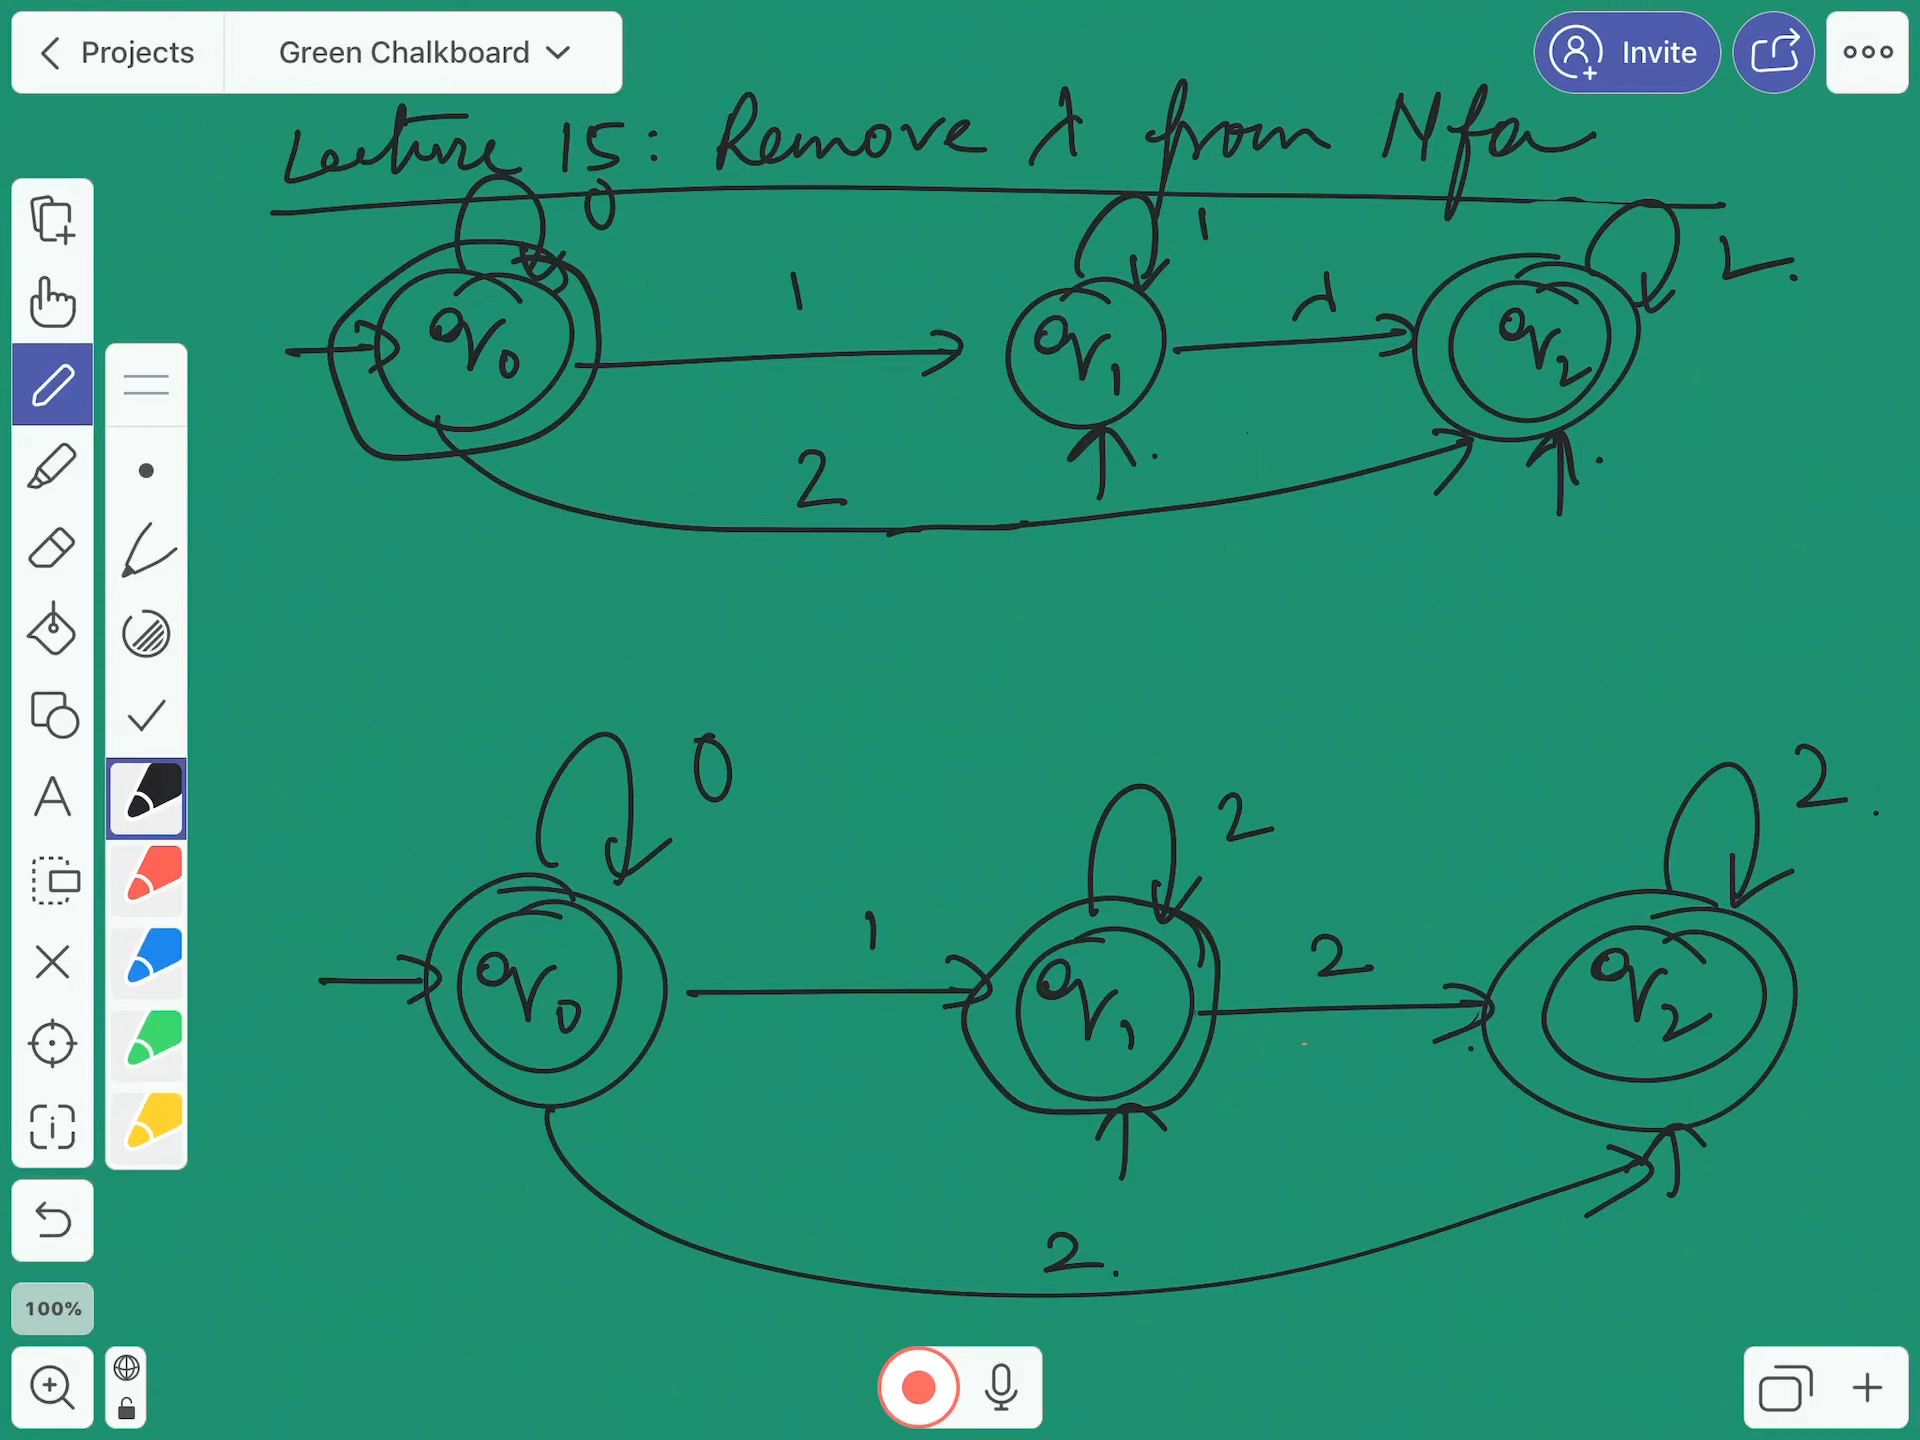 Projects Green Chalkboard Invite
Lecture 15: Remove λ from Nfa
0 1 1 λ 2.
q0 q1 q2
2
0 2 2.
1 2
q0 q1 q2
2.
A
100%